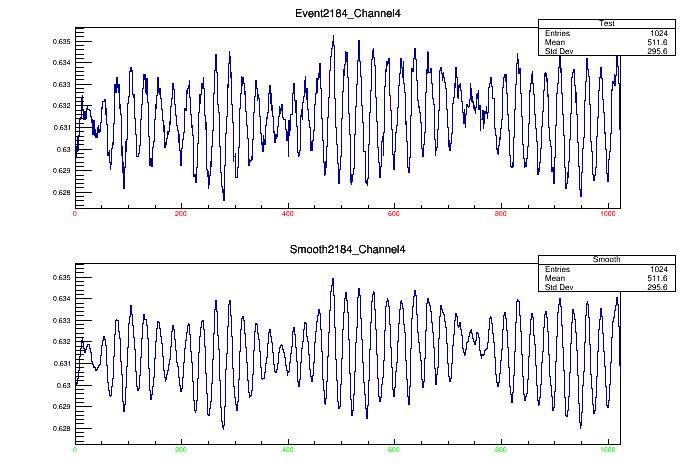 Event2184_Channel4
Test
Entries 1024
Mean 511.6
Std Dev 295.6
0.635
0.634
0.633
0.632
0.631
0.63
0.629
0.628
0 200 400 600 800 1000
Smooth2184_Channel4
Smooth
Entries 1024
Mean 511.6
Std Dev 295.6
0.635
0.634
0.633
0.632
0.631
0.63
0.629
0.628
0 200 400 600 800 1000